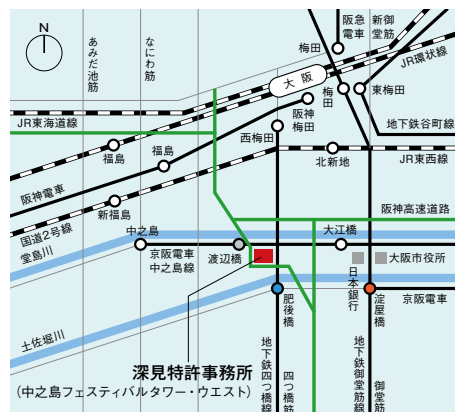 N
あみだ池筋
なにわ筋
阪急電車
新御堂筋
梅田
JR環状線
大阪
梅田
東梅田
阪神梅田
JR東海道線
西梅田
地下鉄谷町線
福島
福島
北新地
JR東西線
阪神電車
新福島
阪神高速道路
国道2号線
堂島川
中之島
京阪電車
中之島線
渡辺橋
大江橋
日本銀行
大阪市役所
肥後橋
淀屋橋
京阪電車
土佐堀川
深見特許事務所
(中之島フェスティバルタワー・ウエスト)
地下鉄四つ橋線
四つ橋筋
地下鉄御堂筋線
御堂筋